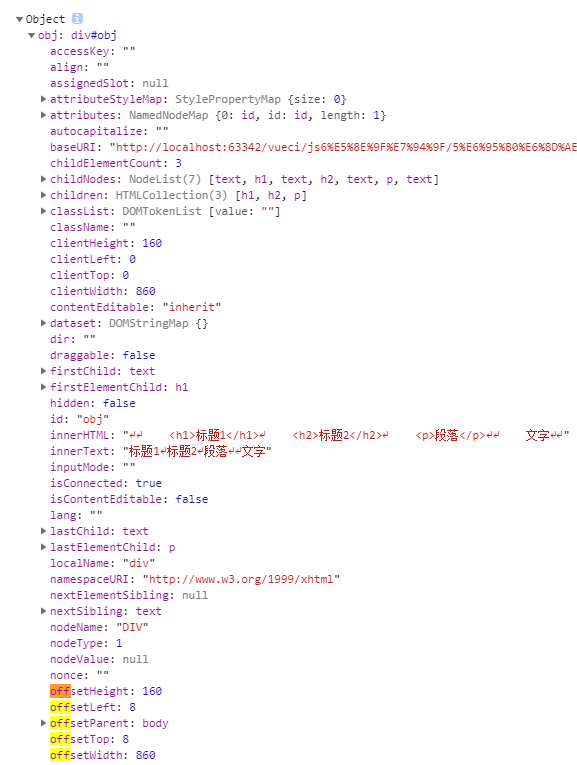 ▼Object i
▼obj: div#obj
accessKey: ""
align: ""
assignedSlot: null
▶attributeStyleMap: StylePropertyMap {size: 0}
▶attributes: NamedNodeMap {0: id, id: id, length: 1}
autocapitalize: ""
baseURI: "http://localhost:63342/vueci/js6%E5%8E%9F%E7%94%9F/5%E6%95%B0%E6%8D%AE
childElementCount: 3
▶childNodes: NodeList(7) [text, h1, text, h2, text, p, text]
▶children: HTMLCollection(3) [h1, h2, p]
▶classList: DOMTokenList [value: ""]
className: ""
clientHeight: 160
clientLeft: 0
clientTop: 0
clientWidth: 860
contentEditable: "inherit"
▶dataset: DOMStringMap {}
dir: ""
draggable: false
▶firstChild: text
▶firstElementChild: h1
hidden: false
id: "obj"
innerHTML: "↵↵    <h1>标题1</h1>↵    <h2>标题2</h2>↵    <p>段落</p>↵↵    文字↵↵"
innerText: "标题1↵标题2↵段落↵↵文字"
inputMode: ""
isConnected: true
isContentEditable: false
lang: ""
▶lastChild: text
▶lastElementChild: p
localName: "div"
namespaceURI: "http://www.w3.org/1999/xhtml"
nextElementSibling: null
▶nextSibling: text
nodeName: "DIV"
nodeType: 1
nodeValue: null
nonce: ""
offsetHeight: 160
offsetLeft: 8
▶offsetParent: body
offsetTop: 8
offsetWidth: 860